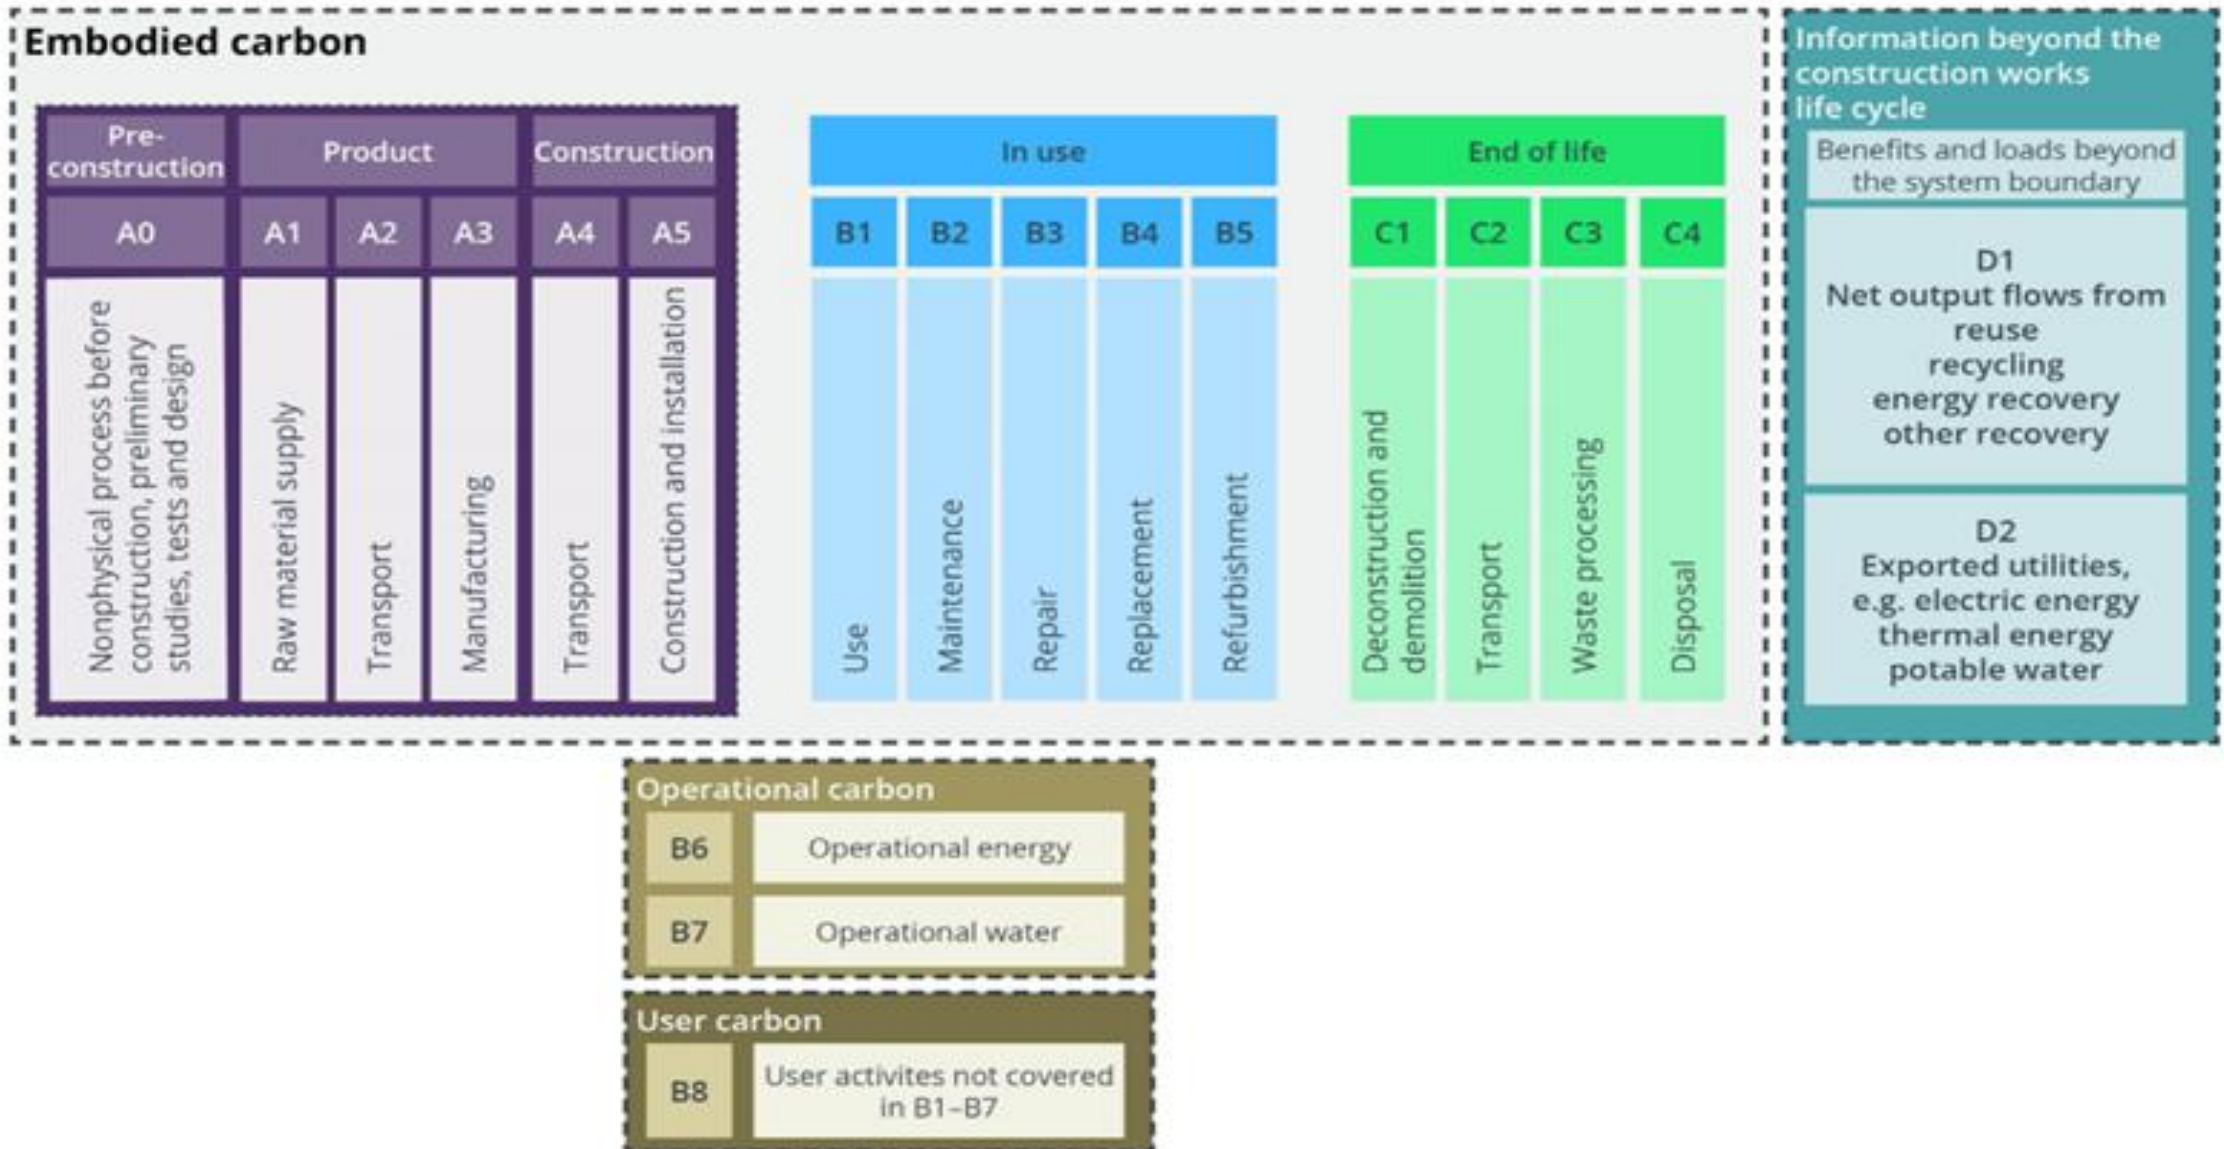 Embodied carbon
Pre-
construction
Product
Construction
A0
A1
A2
A3
A4
A5
Nonphysical process before
construction, preliminary
studies, tests and design
Raw material supply
Transport
Manufacturing
Transport
Construction and installation
In use
B1
B2
B3
B4
B5
Use
Maintenance
Repair
Replacement
Refurbishment
End of life
C1
C2
C3
C4
Deconstruction and
demolition
Transport
Waste processing
Disposal
Information beyond the
construction works
life cycle
Benefits and loads beyond
the system boundary
D1
Net output flows from
reuse
recycling
energy recovery
other recovery
D2
Exported utilities,
e.g. electric energy
thermal energy
potable water
Operational carbon
B6
Operational energy
B7
Operational water
User carbon
B8
User activites not covered
in B1–B7